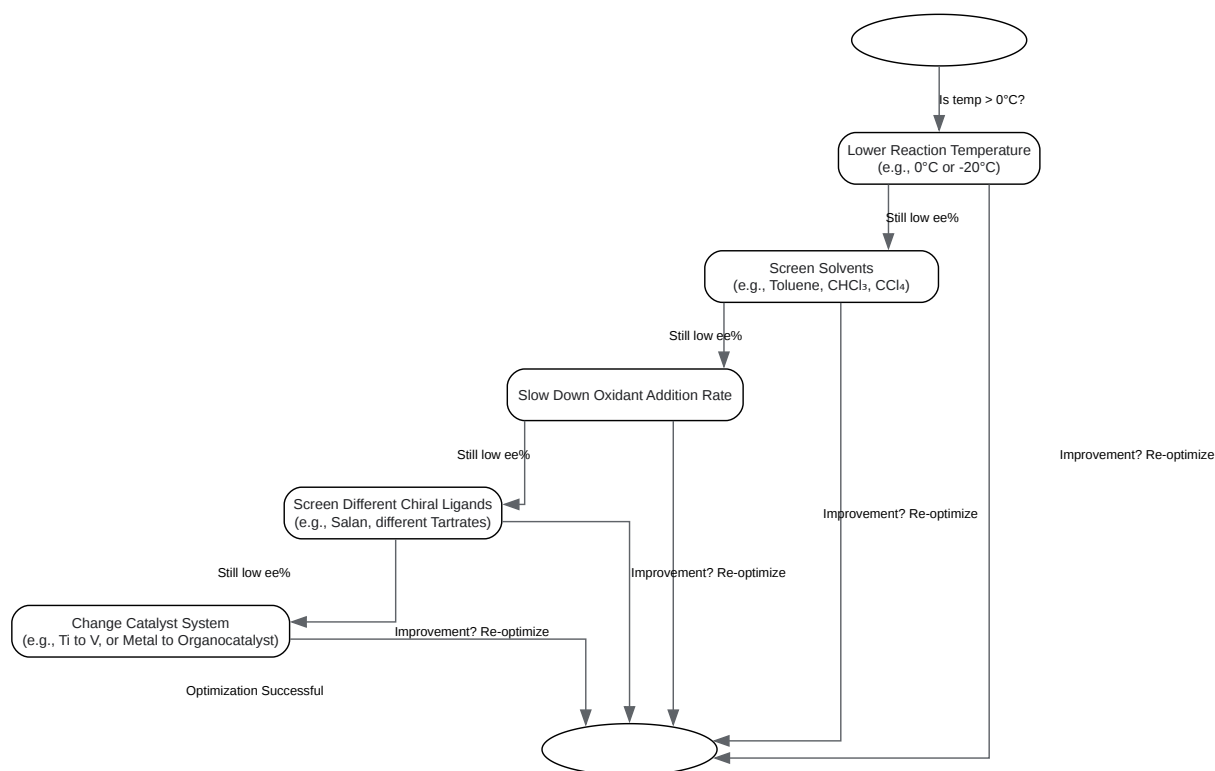 Is temp > 0°C?
Lower Reaction Temperature
(e.g., 0°C or -20°C)
Still low ee%
Screen Solvents
(e.g., Toluene, CHCl₃, CCl₄)
Still low ee%
Slow Down Oxidant Addition Rate
Still low ee%
Improvement? Re-optimize
Screen Different Chiral Ligands
(e.g., Salan, different Tartrates)
Improvement? Re-optimize
Still low ee%
Improvement? Re-optimize
Change Catalyst System
(e.g., Ti to V, or Metal to Organocatalyst)
Improvement? Re-optimize
Optimization Successful